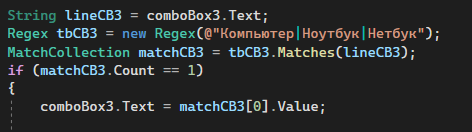 String lineCB3 = comboBox3.Text;
Regex tbCB3 = new Regex(@"Компьютер|Ноутбук|Нетбук");
MatchCollection matchCB3 = tbCB3.Matches(lineCB3);
if (matchCB3.Count == 1)
{
comboBox3.Text = matchCB3[0].Value;